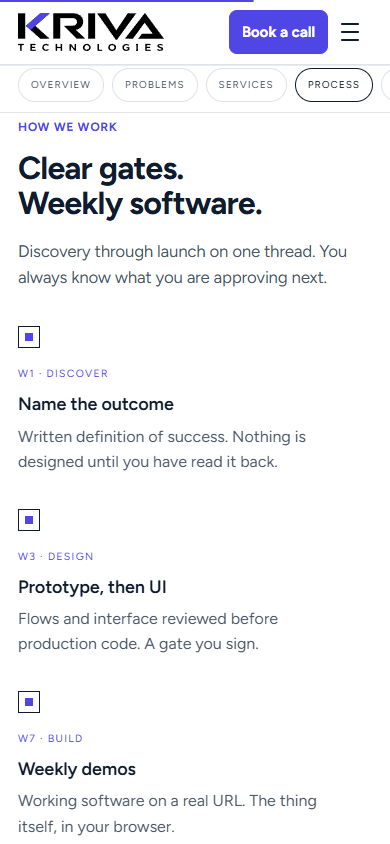 KRIVA
TECHNOLOGIES
Book a call
OVERVIEW
PROBLEMS
SERVICES
PROCESS
HOW WE WORK
Clear gates.
Weekly software.
Discovery through launch on one thread. You
always know what you are approving next.
W1 · DISCOVER
Name the outcome
Written definition of success. Nothing is
designed until you have read it back.
W3 · DESIGN
Prototype, then UI
Flows and interface reviewed before
production code. A gate you sign.
W7 · BUILD
Weekly demos
Working software on a real URL. The thing
itself, in your browser.